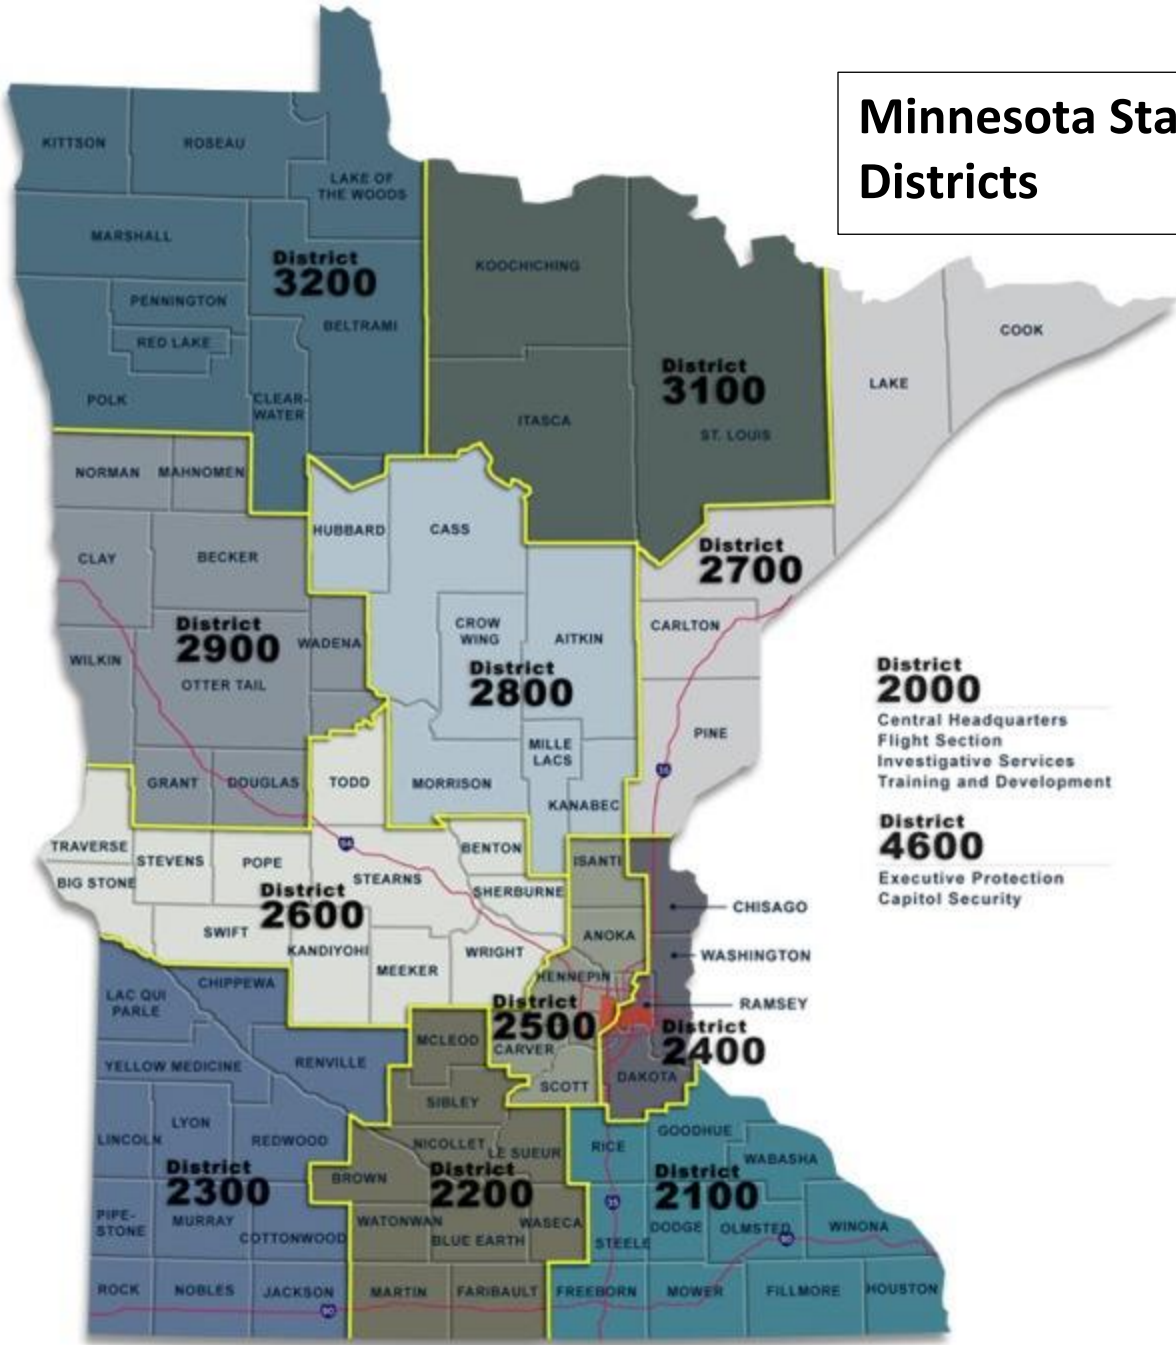 Minnesota Sta
Districts
KITTSON
ROSEAU
LAKE OF
THE WOODS
MARSHALL
District
3200
PENNINGTON
RED LAKE
BELTRAMI
POLK
CLEAR-
WATER
KOOCHICHING
ITASCA
District
3100
ST. LOUIS
LAKE
COOK
NORMAN
MAHNOMEN
CLAY
BECKER
District
2900
WADENA
WILKIN
OTTER TAIL
GRANT
DOUGLAS
HUBBARD
CASS
CROW
WING
AITKIN
District
2800
MILLE
LACS
MORRISON
KANABEC
District
2700
CARLTON
PINE
35
District
2000
Central Headquarters
Flight Section
Investigative Services
Training and Development
District
4600
Executive Protection
Capitol Security
TODD
TRAVERSE
STEVENS
POPE
94
BENTON
BIG STONE
STEARNS
SHERBURNE
District
2600
SWIFT
KANDIYOHI
MEEKER
WRIGHT
ISANTI
ANOKA
HENNEPIN
District
2500
CARVER
SCOTT
CHISAGO
WASHINGTON
RAMSEY
District
2400
DAKOTA
LAC QUI
PARLE
CHIPPEWA
YELLOW MEDICINE
RENVILLE
LYON
LINCOLN
REDWOOD
District
2300
PIPE-
STONE
MURRAY
COTTONWOOD
ROCK
NOBLES
JACKSON
90
MCLEOD
SIBLEY
NICOLLET
LE SUEUR
BROWN
District
2200
WATONWAN
WASECA
BLUE EARTH
MARTIN
FARIBAULT
RICE
GOODHUE
WABASHA
District
2100
35
DODGE
OLMSTED
WINONA
STEELE
90
FREEBORN
MOWER
FILLMORE
HOUSTON